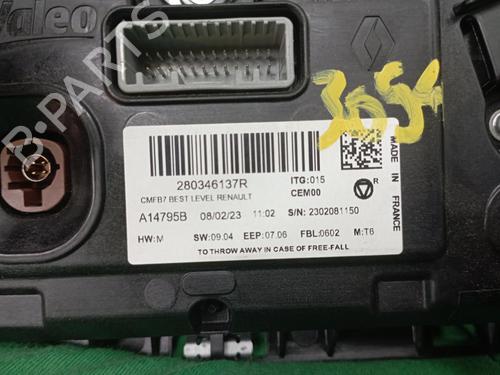 Valeo
3054
280346137R
ITG:015
CEM00
CMFB7 BEST LEVEL RENAULT
R
A14795B 08/02/23 11:02 S/N: 2302081150
HW:M SW:09.04 EEP:07.06 FBL:0602 M:T6
TO THROW AWAY IN CASE OF FREE-FALL
MADE IN FRANCE
B-PARTS